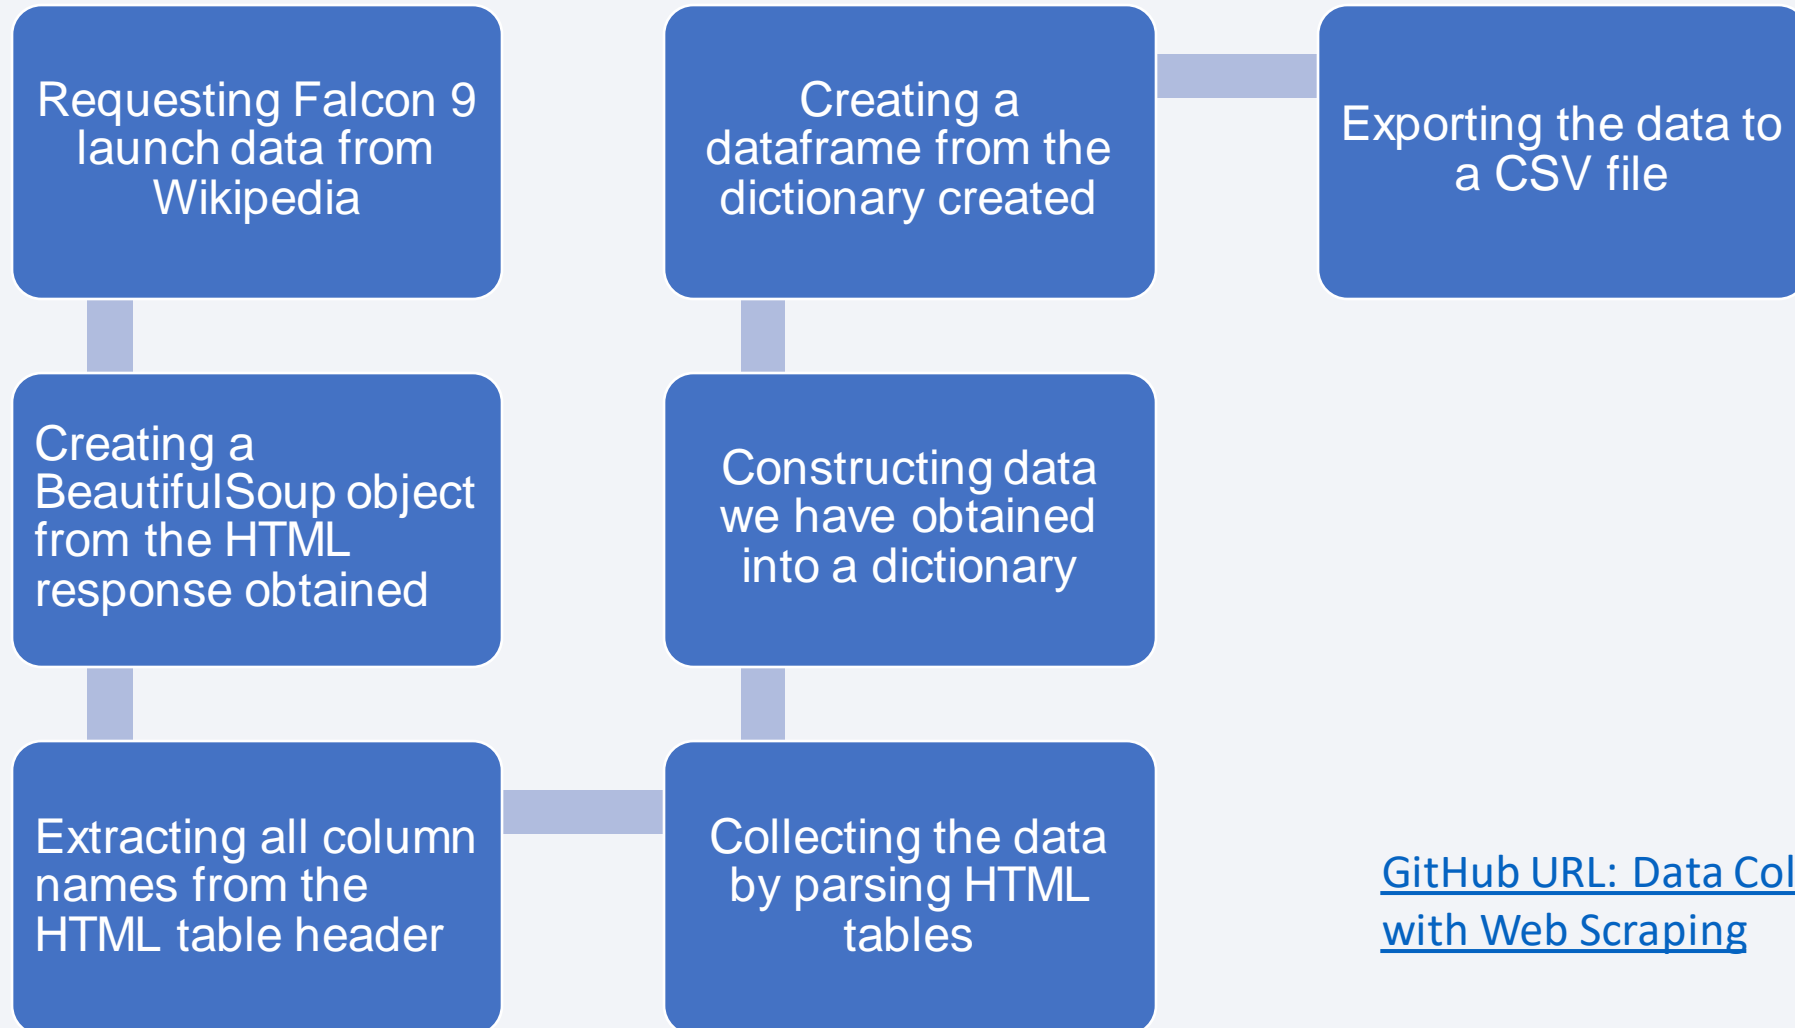 Requesting Falcon 9
launch data from
Wikipedia
Creating a
BeautifulSoup object
from the HTML
response obtained
Extracting all column
names from the
HTML table header
Collecting the data
by parsing HTML
tables
Constructing data
we have obtained
into a dictionary
Creating a
dataframe from the
dictionary created
Exporting the data to
a CSV file
GitHub URL: Data Col
with Web Scraping